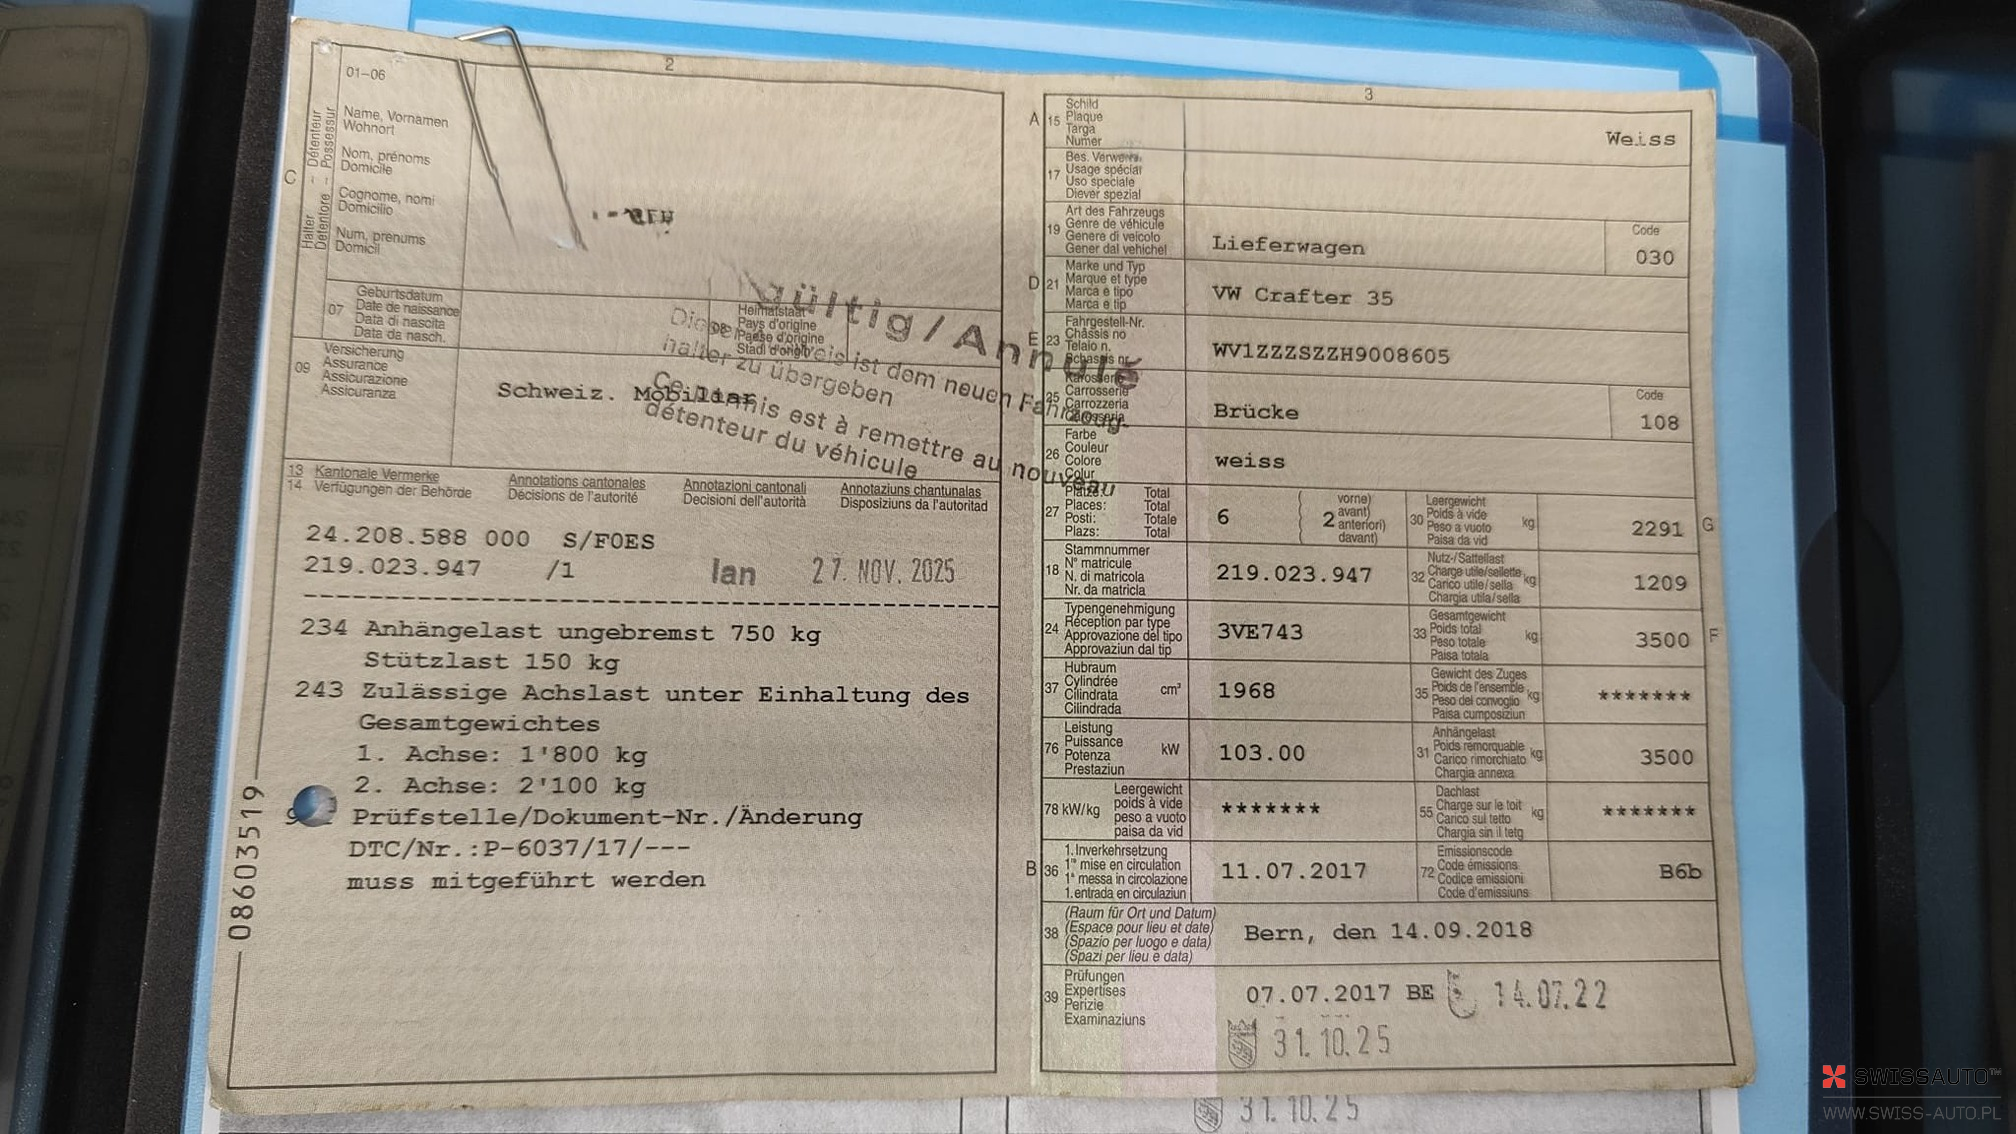 2
01-06
Name, Vornamen
Wohnort
Nom, prénoms
Domicile
Cognome, nomi
Domicilio
Num, prenums
Domicil
C
Halter – Détenteur
Detentore – Possessur
07
Geburtsdatum
Date de naissance
Data di nascita
Data da nasch.
08
Heimatstaat
Pays d'origine
Paese d'origine
Stadi d'origin
ültig/Annulé
Dieser Ausweis ist dem neuen Fahrzeug-
halter zu übergeben
Ce permis est à remettre au nouveau
détenteur du véhicule
09
Versicherung
Assurance
Assicurazione
Assicuranza
Schweiz. Mobiliar
13 Kantonale Vermerke Annotations cantonales Annotazioni cantonali Annotaziuns chantunalas
14 Verfügungen der Behörde Décisions de l'autorité Decisioni dell'autorità Disposiziuns da l'autoritad
24.208.588 000 S/FOES
219.023.947 /1 lan 27. NOV. 2025
234 Anhängelast ungebremst 750 kg
Stützlast 150 kg
243 Zulässige Achslast unter Einhaltung des
Gesamtgewichtes
1. Achse: 1'800 kg
2. Achse: 2'100 kg
Prüfstelle/Dokument-Nr./Änderung
DTC/Nr.:P-6037/17/---
muss mitgeführt werden
08603519
3
A 15
Schild
Plaque
Targa
Numer
Weiss
17
Bes. Verwend.
Usage spécial
Uso speciale
Diever spezial
19
Art des Fahrzeugs
Genre de véhicule
Genere di veicolo
Gener dal vehichel
Lieferwagen
Code
030
D 21
Marke und Typ
Marque et type
Marca e tipo
Marca e tip
VW Crafter 35
E 23
Fahrgestell-Nr.
Châssis no
Telaio n.
Schassis nr.
WV1ZZZSZZH9008605
25
Karosserie
Carrosserie
Carrozzeria
Carossaria
Brücke
Code
108
26
Farbe
Couleur
Colore
Colur
weiss
27
Plätze: Total
Places: Total
Posti: Totale
Plazs: Total
6
2
vorne)
avant)
anteriori)
davant)
30
Leergewicht
Poids à vide
Peso a vuoto
Paisa da vid
kg
2291
G
18
Stammnummer
N° matricule
N. di matricola
Nr. da matricla
219.023.947
32
Nutz-/Sattellast
Charge utile/sellette
Carico utile/sella
Chargia utila/sella
kg
1209
24
Typengenehmigung
Réception par type
Approvazione del tipo
Approvaziun dal tip
3VE743
33
Gesamtgewicht
Poids total
Peso totale
Paisa totala
kg
3500
F
37
Hubraum
Cylindrée
Cilindrata
Cilindrada
cm³
1968
35
Gewicht des Zuges
Poids de l'ensemble
Peso del convoglio
Paisa cumposiziun
kg
*******
76
Leistung
Puissance
Potenza
Prestaziun
kW
103.00
31
Anhängelast
Poids remorquable
Carico rimorchiato
Chargia annexa
kg
3500
78 kW/kg
Leergewicht
poids à vide
peso a vuoto
paisa da vid
*******
55
Dachlast
Charge sur le toit
Carico sul tetto
Chargia sin il tetg
kg
*******
B 36
1. Inverkehrsetzung
1re mise en circulation
1a messa in circolazione
1. entrada en circulaziun
11.07.2017
72
Emissionscode
Code émissions
Codice emissioni
Code d'emissiuns
B6b
38
(Raum für Ort und Datum)
(Espace pour lieu et date)
(Spazio per luogo e data)
(Spazi per lieu e data)
Bern, den 14.09.2018
39
Prüfungen
Expertises
Perizie
Examinaziuns
07.07.2017 BE 14.07.22
31.10.25
31.10.25
SWISSAUTO™
WWW.SWISS-AUTO.PL